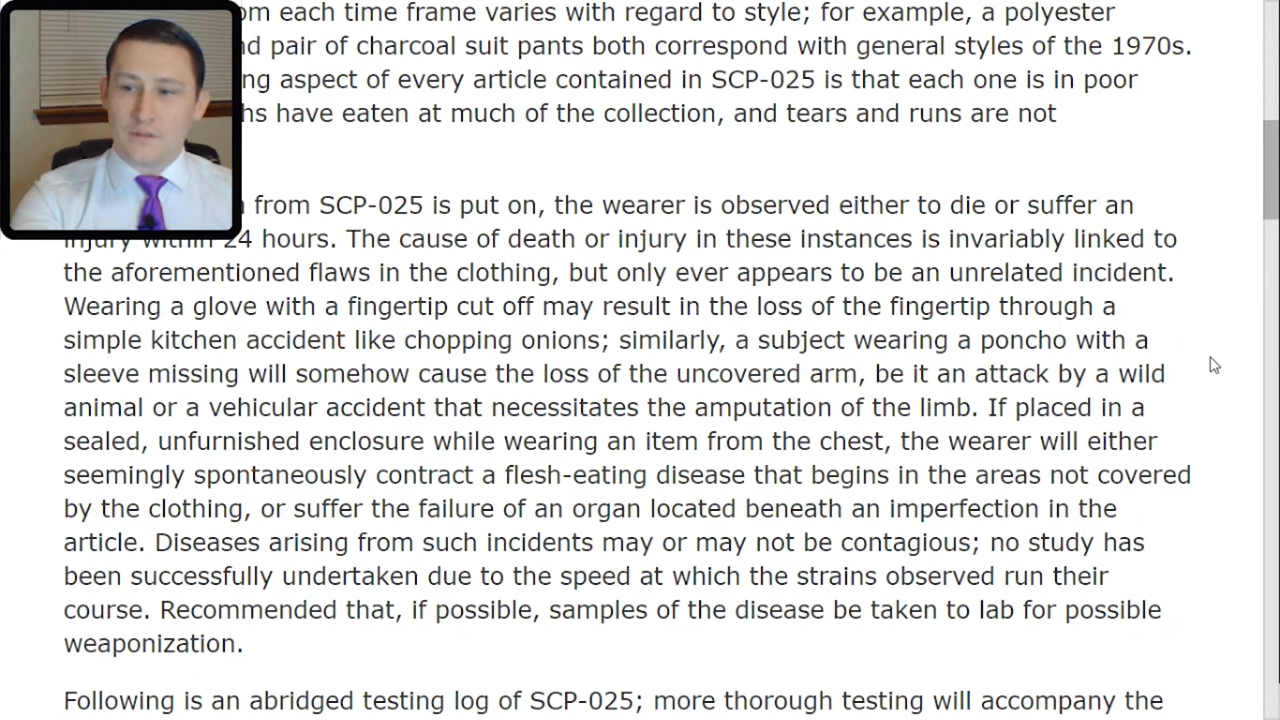 om each time frame varies with regard to style; for example, a polyester
nd pair of charcoal suit pants both correspond with general styles of the 1970s.
ng aspect of every article contained in SCP-025 is that each one is in poor
hs have eaten at much of the collection, and tears and runs are not
from SCP-025 is put on, the wearer is observed either to die or suffer an
injury within 24 hours. The cause of death or injury in these instances is invariably linked to
the aforementioned flaws in the clothing, but only ever appears to be an unrelated incident.
Wearing a glove with a fingertip cut off may result in the loss of the fingertip through a
simple kitchen accident like chopping onions; similarly, a subject wearing a poncho with a
sleeve missing will somehow cause the loss of the uncovered arm, be it an attack by a wild
animal or a vehicular accident that necessitates the amputation of the limb. If placed in a
sealed, unfurnished enclosure while wearing an item from the chest, the wearer will either
seemingly spontaneously contract a flesh-eating disease that begins in the areas not covered
by the clothing, or suffer the failure of an organ located beneath an imperfection in the
article. Diseases arising from such incidents may or may not be contagious; no study has
been successfully undertaken due to the speed at which the strains observed run their
course. Recommended that, if possible, samples of the disease be taken to lab for possible
weaponization.
Following is an abridged testing log of SCP-025; more thorough testing will accompany the